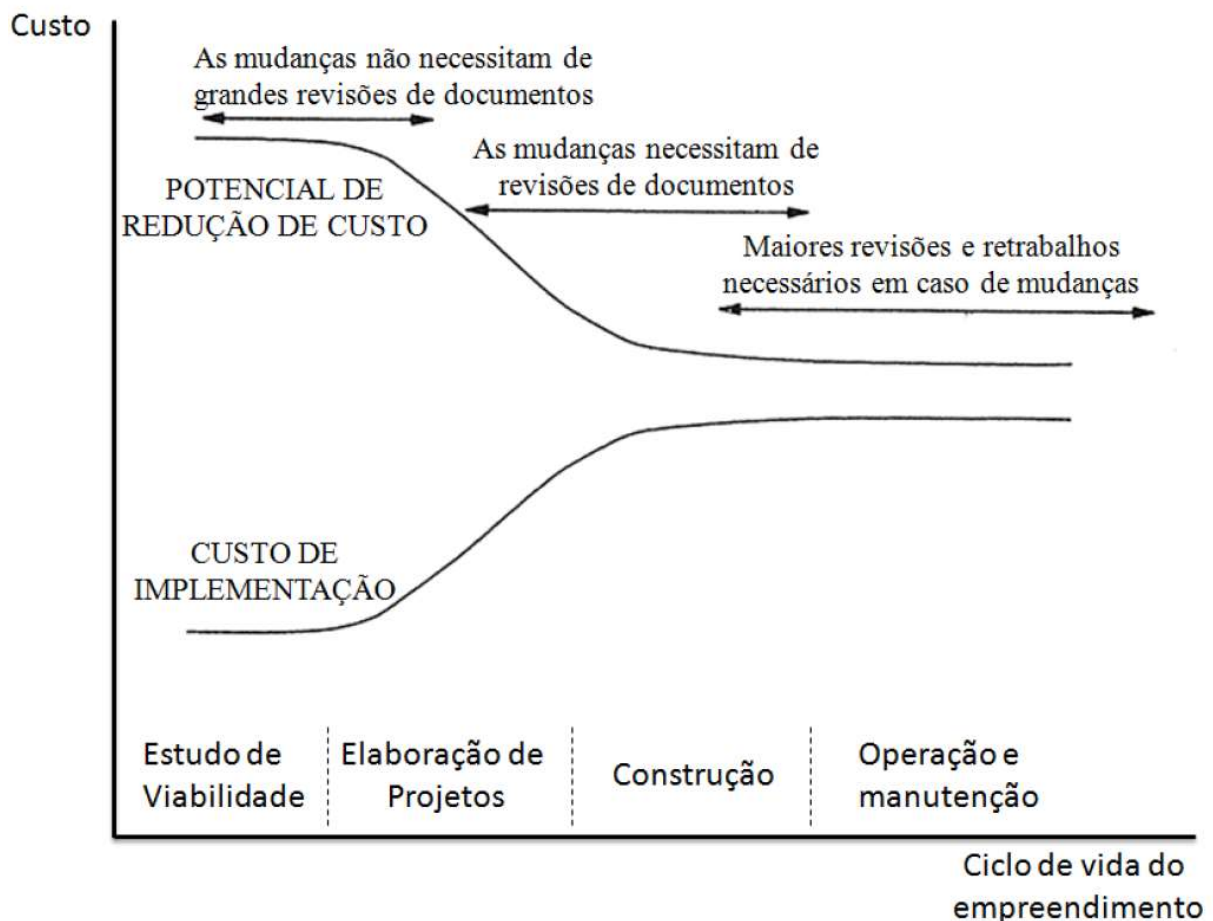 Custo
As mudanças não necessitam de
grandes revisões de documentos
As mudanças necessitam de
revisões de documentos
POTENCIAL DE
REDUÇÃO DE CUSTO
Maiores revisões e retrabalhos
necessários em caso de mudanças
CUSTO DE
IMPLEMENTAÇÃO
Estudo de
Viabilidade
Elaboração de
Projetos
Construção
Operação e
manutenção
Ciclo de vida do
empreendimento